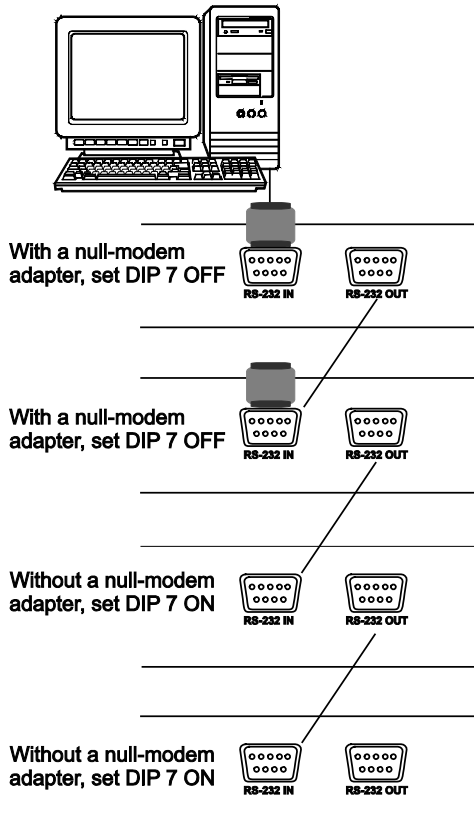 With a null-modem
adapter, set DIP 7 OFF
RS-232 IN
RS-232 OUT
With a null-modem
adapter, set DIP 7 OFF
RS-232 IN
RS-232 OUT
Without a null-modem
adapter, set DIP 7 ON
RS-232 IN
RS-232 OUT
Without a null-modem
adapter, set DIP 7 ON
RS-232 IN
RS-232 OUT